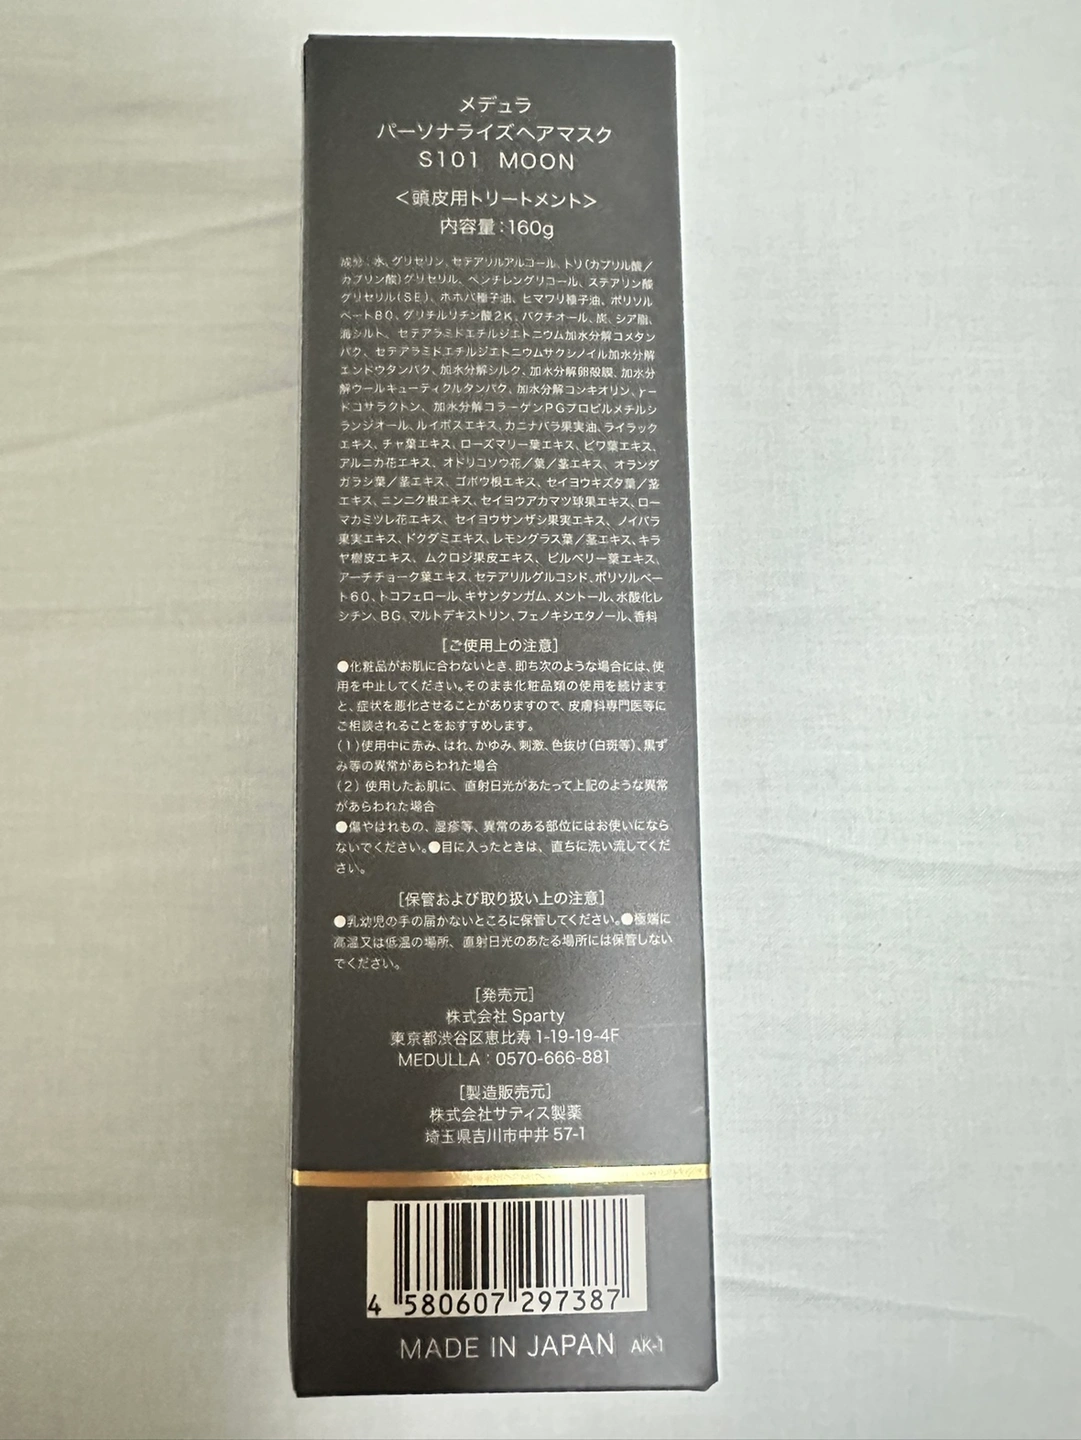 メデュラ
パーソナライズヘアマスク
S101 MOON
<頭皮用トリートメント>
内容量:160g
成分:水、グリセリン、セテアリルアルコール、トリ(カプリル酸/
カプリン酸)グリセリル、ペンチレングリコール、ステアリン酸
グリセリル(SE)、ホホバ種子油、ヒマワリ種子油、ポリソル
ベート80、グリチルリチン酸2K、バクチオール、炭、シア脂、
海シルト、セテアラミドエチルジエトニウム加水分解コメタン
パク、セテアラミドエチルジエトニウムサクシノイル加水分解
エンドウタンパク、加水分解シルク、加水分解卵殻膜、加水分
解ウールキューティクルタンパク、加水分解コンキオリン、γー
ドコサラクトン、加水分解コラーゲンPGプロピルメチルシ
ランジオール、ルイボスエキス、カニナバラ果実油、ライラック
エキス、チャ葉エキス、ローズマリー葉エキス、ビワ葉エキス、
アルニカ花エキス、オドリコソウ花/葉/茎エキス、オランダ
ガラシ葉/茎エキス、ゴボウ根エキス、セイヨウキズタ葉/茎
エキス、ニンニク根エキス、セイヨウアカマツ球果エキス、ロー
マカミツレ花エキス、セイヨウサンザシ果実エキス、ノイバラ
果実エキス、ドクダミエキス、レモングラス葉/茎エキス、キラ
ヤ樹皮エキス、ムクロジ果皮エキス、ビルベリー葉エキス、
アーチチョーク葉エキス、セテアリルグルコシド、ポリソルベー
ト60、トコフェロール、キサンタンガム、メントール、水酸化レ
シチン、BG、マルトデキストリン、フェノキシエタノール、香料
[ご使用上の注意]
●化粧品がお肌に合わないとき、即ち次のような場合には、使
用を中止してください。そのまま化粧品類の使用を続けます
と、症状を悪化させることがありますので、皮膚科専門医等に
ご相談されることをおすすめします。
(1)使用中に赤み、はれ、かゆみ、刺激、色抜け(白斑等)、黒ず
み等の異常があらわれた場合
(2)使用したお肌に、直射日光があたって上記のような異常
があらわれた場合
●傷やはれもの、湿疹等、異常のある部位にはお使いになら
ないでください。●目に入ったときは、直ちに洗い流してくだ
さい。
[保管および取り扱い上の注意]
●乳幼児の手の届かないところに保管してください。●極端に
高温又は低温の場所、直射日光のあたる場所には保管しない
でください。
[発売元]
株式会社 Sparty
東京都渋谷区恵比寿 1-19-19-4F
MEDULLA:0570-666-881
[製造販売元]
株式会社サティス製薬
埼玉県吉川市中井 57-1
4 580607 297387
MADE IN JAPAN AK-1